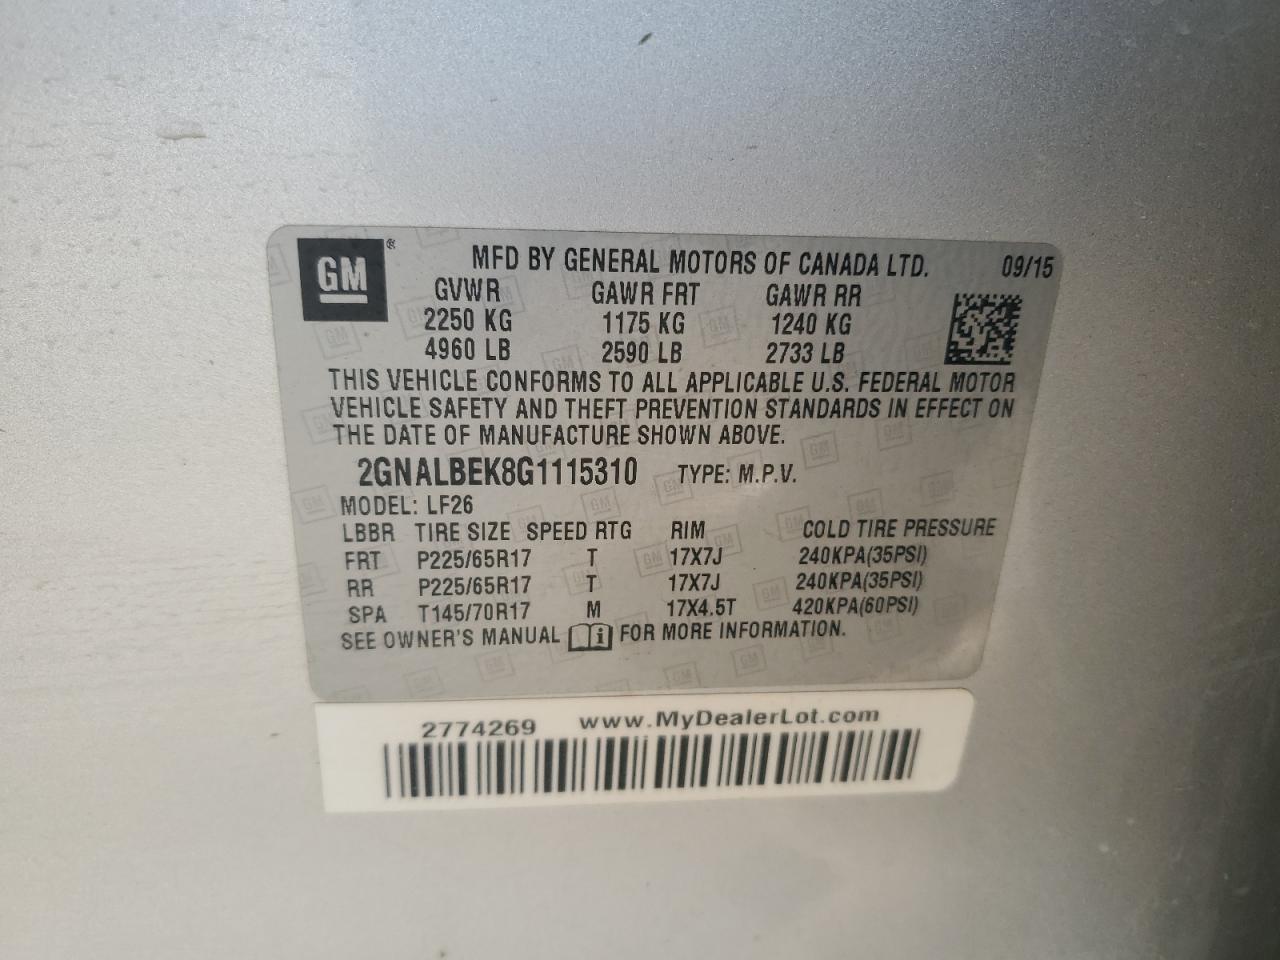 GM ® MFD BY GENERAL MOTORS OF CANADA LTD. 09/15
GVWR GAWR FRT GAWR RR
2250 KG 1175 KG 1240 KG
4960 LB 2590 LB 2733 LB
THIS VEHICLE CONFORMS TO ALL APPLICABLE U.S. FEDERAL MOTOR
VEHICLE SAFETY AND THEFT PREVENTION STANDARDS IN EFFECT ON
THE DATE OF MANUFACTURE SHOWN ABOVE.
2GNALBEK8G1115310 TYPE: M.P.V.
MODEL: LF26
LBBR TIRE SIZE SPEED RTG RIM COLD TIRE PRESSURE
FRT P225/65R17 T 17X7J 240KPA(35PSI)
RR P225/65R17 T 17X7J 240KPA(35PSI)
SPA T145/70R17 M 17X4.5T 420KPA(60PSI)
SEE OWNER'S MANUAL i FOR MORE INFORMATION.
2774269 www.MyDealerLot.com